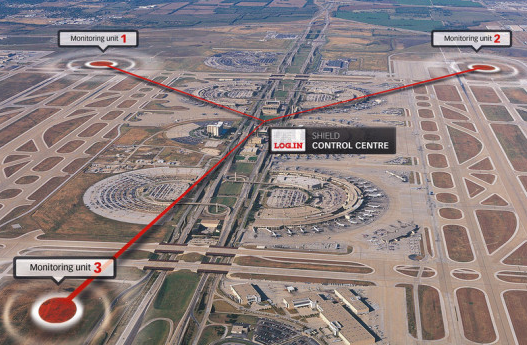 Monitoring unit 1
Monitoring unit 2
LOG.IN
SHIELD
CONTROL CENTRE
Monitoring unit 3